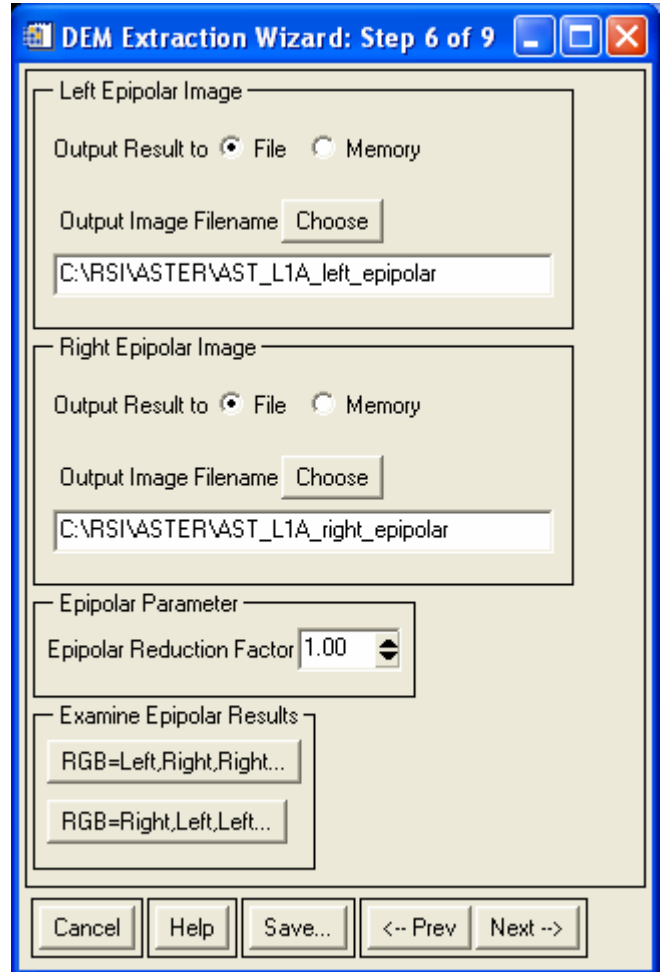 DEM Extraction Wizard: Step 6 of 9
Left Epipolar Image
Output Result to File Memory
Output Image Filename Choose
C:\RSI\ASTER\AST_L1A_left_epipolar
Right Epipolar Image
Output Result to File Memory
Output Image Filename Choose
C:\RSI\ASTER\AST_L1A_right_epipolar
Epipolar Parameter
Epipolar Reduction Factor 1.00
Examine Epipolar Results
RGB=Left,Right,Right...
RGB=Right,Left,Left...
Cancel Help Save... <-- Prev Next -->